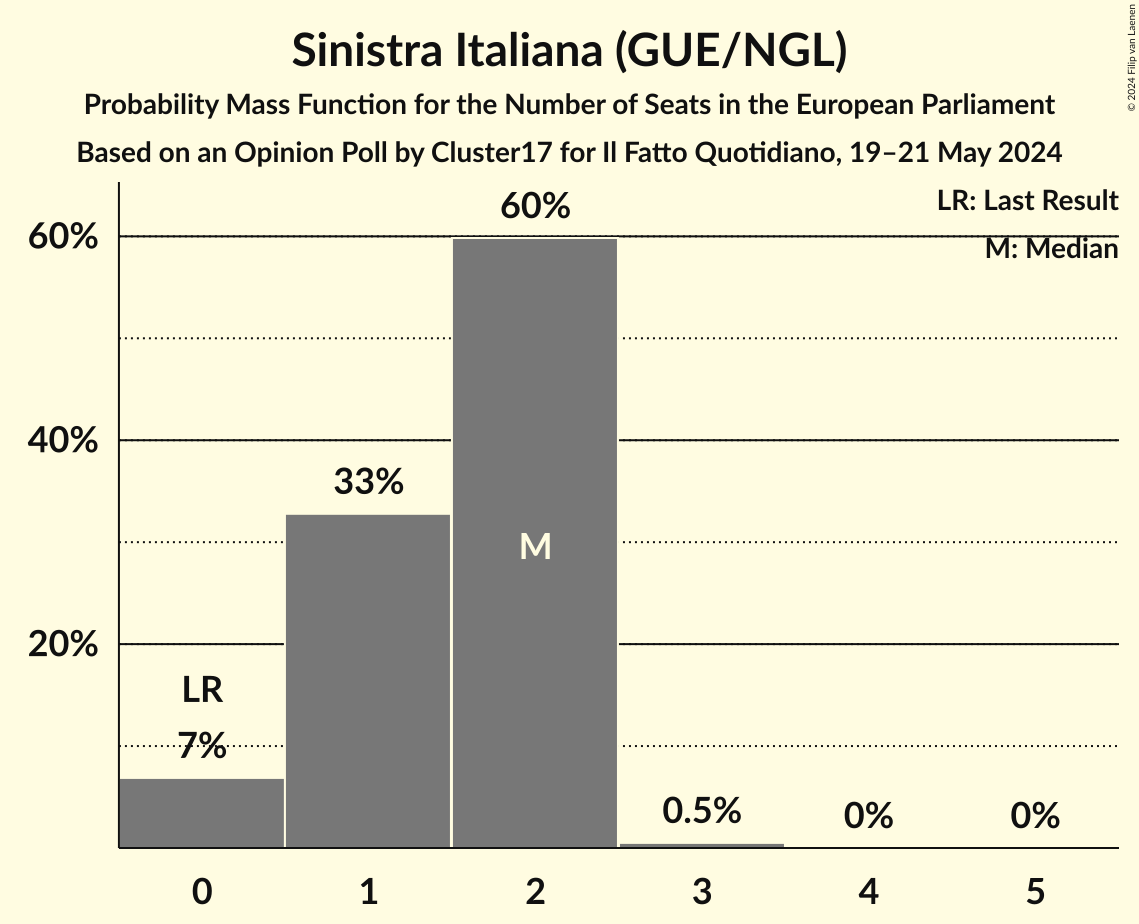 Sinistra Italiana (GUE/NGL)
Probability Mass Function for the Number of Seats in the European Parliament
Based on an Opinion Poll by Cluster17 for Il Fatto Quotidiano, 19–21 May 2024
© 2024 Filip van Laenen
LR: Last Result
M: Median
60%
40%
20%
LR
7%
33%
60%
M
0.5%
0%
0%
0 1 2 3 4 5